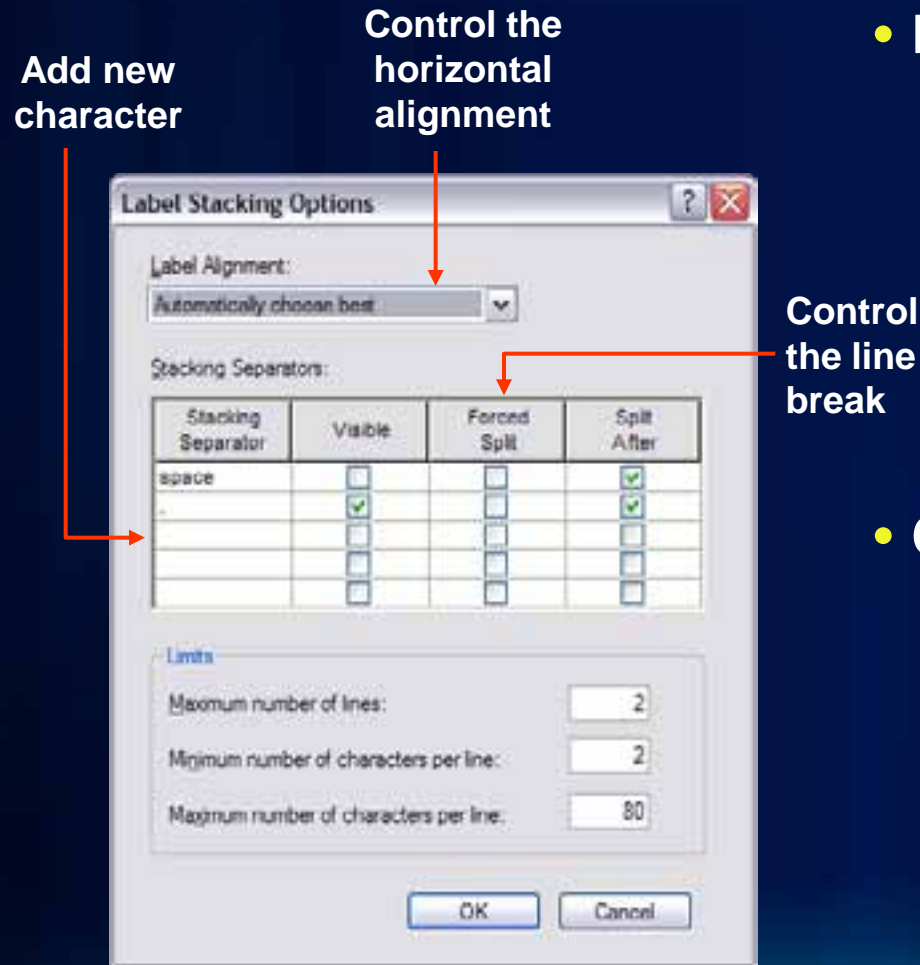 Control the
horizontal
alignment
Add new
character
Label Stacking Options
Label Alignment:
Automatically choose best
Control
the line
break
Stacking Separators:
Stacking Separator Visible Forced Split Split After
space
Limits
Maximum number of lines: 2
Minimum number of characters per line: 2
Maximum number of characters per line: 80
OK Cancel